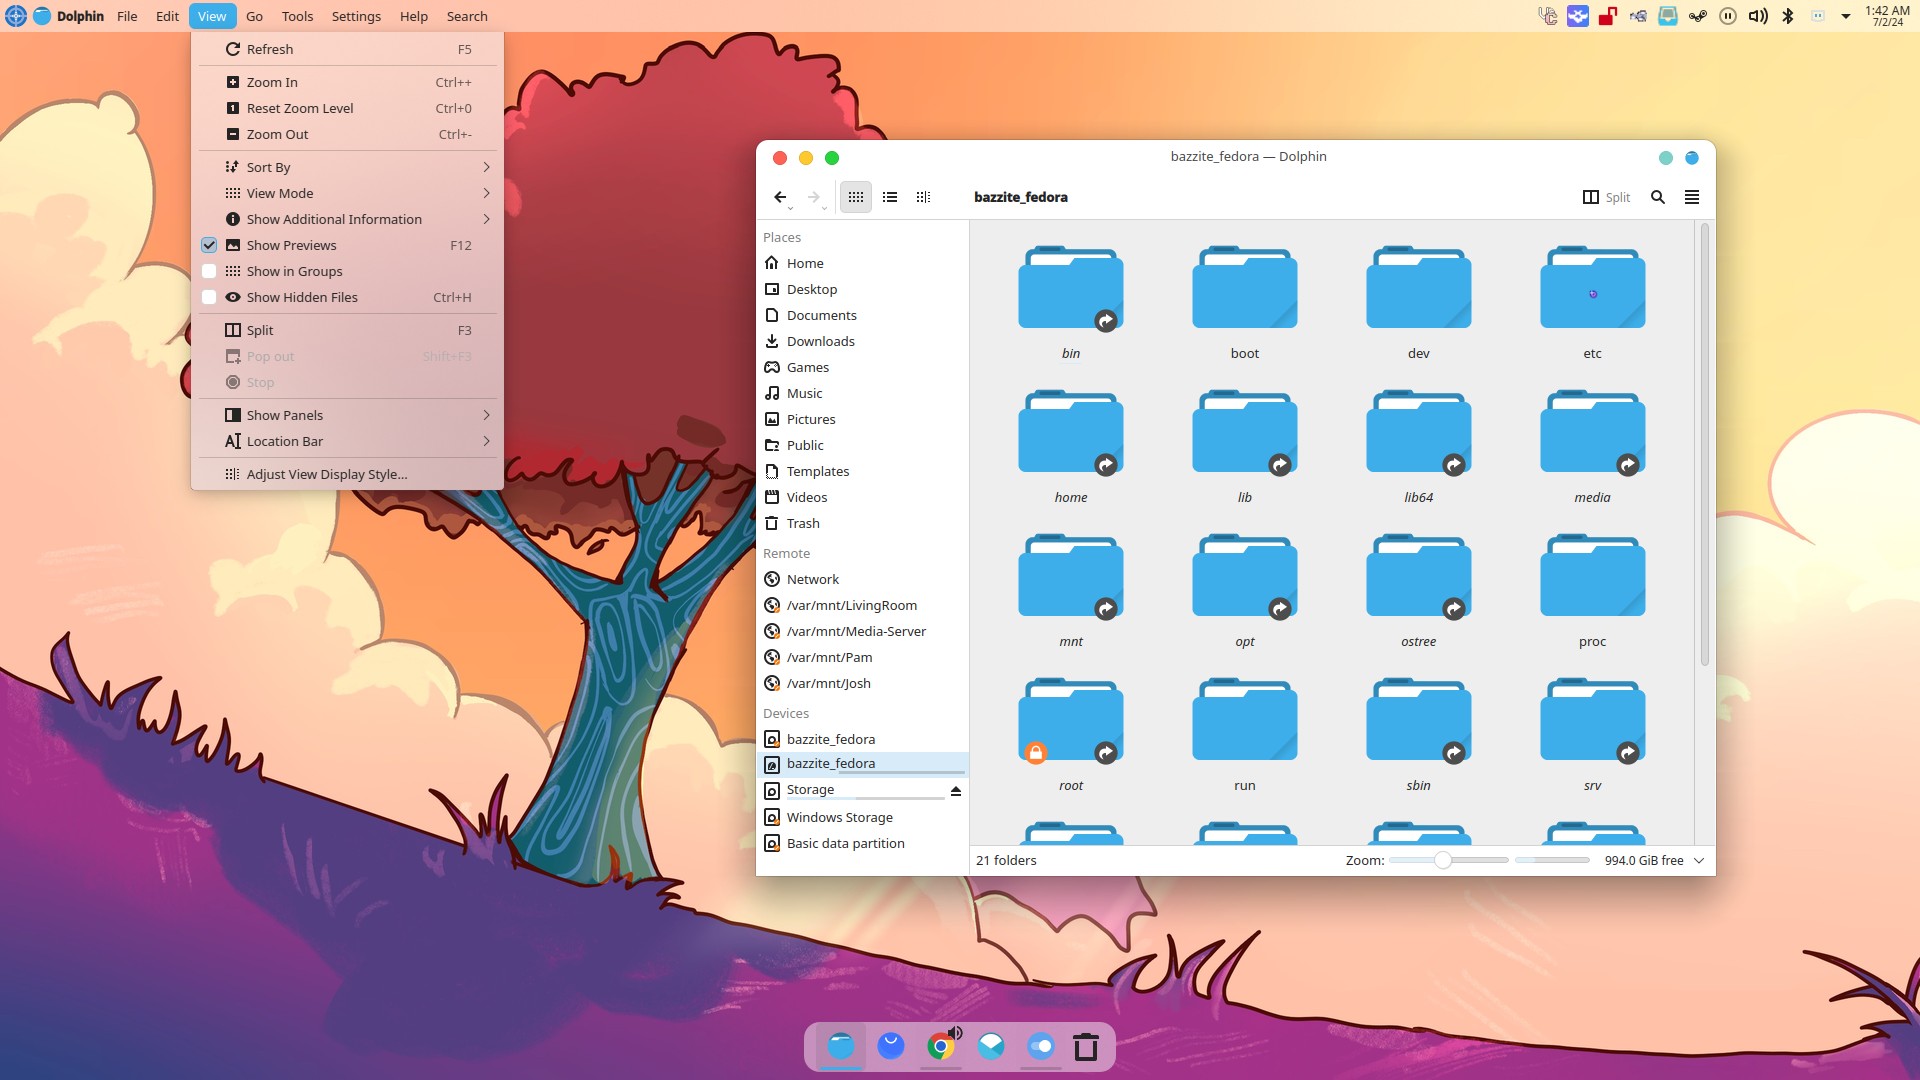 Dolphin File Edit View Go Tools Settings Help Search
1:42 AM
7/2/24
Refresh F5
Zoom In Ctrl++
Reset Zoom Level Ctrl+0
Zoom Out Ctrl+-
Sort By
View Mode
Show Additional Information
Show Previews F12
Show in Groups
Show Hidden Files Ctrl+H
Split F3
Pop out Shift+F3
Stop
Show Panels
Location Bar
Adjust View Display Style...
bazzite_fedora — Dolphin
bazzite_fedora Split
Places
Home
Desktop
Documents
Downloads
Games
Music
Pictures
Public
Templates
Videos
Trash
Remote
Network
/var/mnt/LivingRoom
/var/mnt/Media-Server
/var/mnt/Pam
/var/mnt/Josh
Devices
bazzite_fedora
bazzite_fedora
Storage
Windows Storage
Basic data partition
bin boot dev etc
home lib lib64 media
mnt opt ostree proc
root run sbin srv
21 folders Zoom: 994.0 GiB free